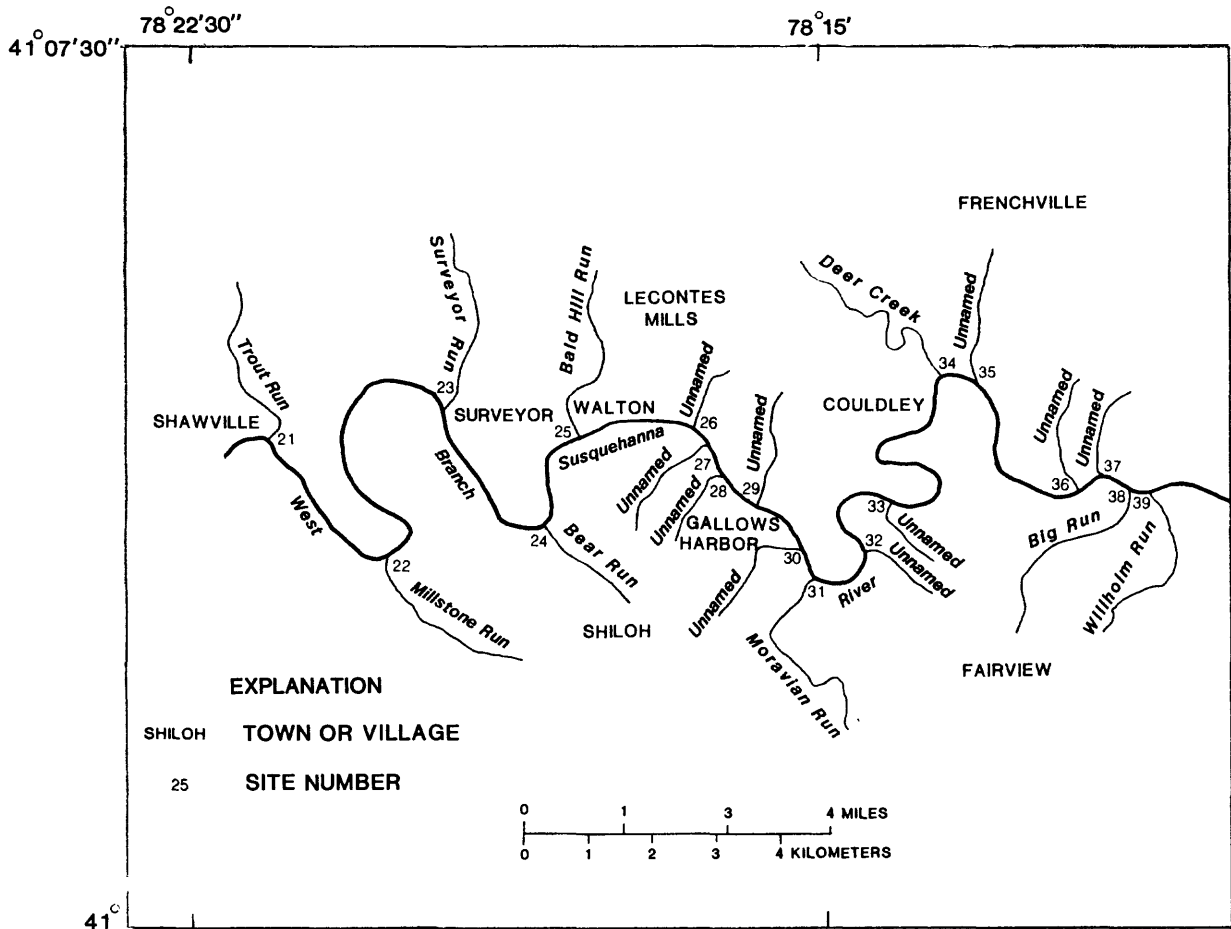 78°22'30"
78°15'
41°07'30"
FRENCHVILLE
Surveyor Run
Bald Hill Run
LECONTES
MILLS
Deer Creek
Unnamed
Trout Run
Unnamed
34
35
23
SHAWVILLE
SURVEYOR
WALTON
COULDLEY
Unnamed
Unnamed
Unnamed
21
25
26
Susquehanna
Branch
Unnamed
27
37
28
29
36
West
Unnamed
GALLOWS
HARBOR
33
38
39
24
Unnamed
Big Run
22
Bear Run
30
32
Unnamed
Willholm Run
Millstone Run
Unnamed
31
River
SHILOH
Moravian Run
FAIRVIEW
EXPLANATION
SHILOH TOWN OR VILLAGE
25 SITE NUMBER
0 1 3 4 MILES
0 1 2 3 4 KILOMETERS
41°